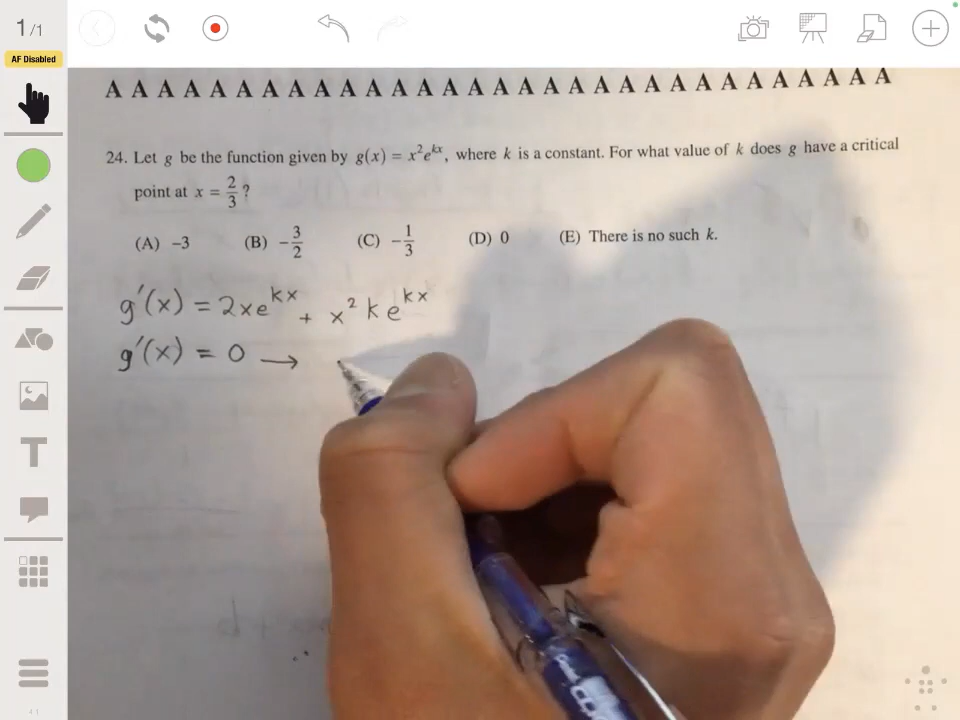 1/1
AF Disabled
A A A A A A A A A A A A A A A A A A A A A A A A A A A A A A A
24. Let g be the function given by g(x) = x²e^{kx}, where k is a constant. For what value of k does g have a critical
point at x = 2/3 ?
(A) −3 (B) −3/2 (C) −1/3 (D) 0 (E) There is no such k.
g'(x) = 2xe^{kx} + x² k e^{kx}
g'(x) = 0 →